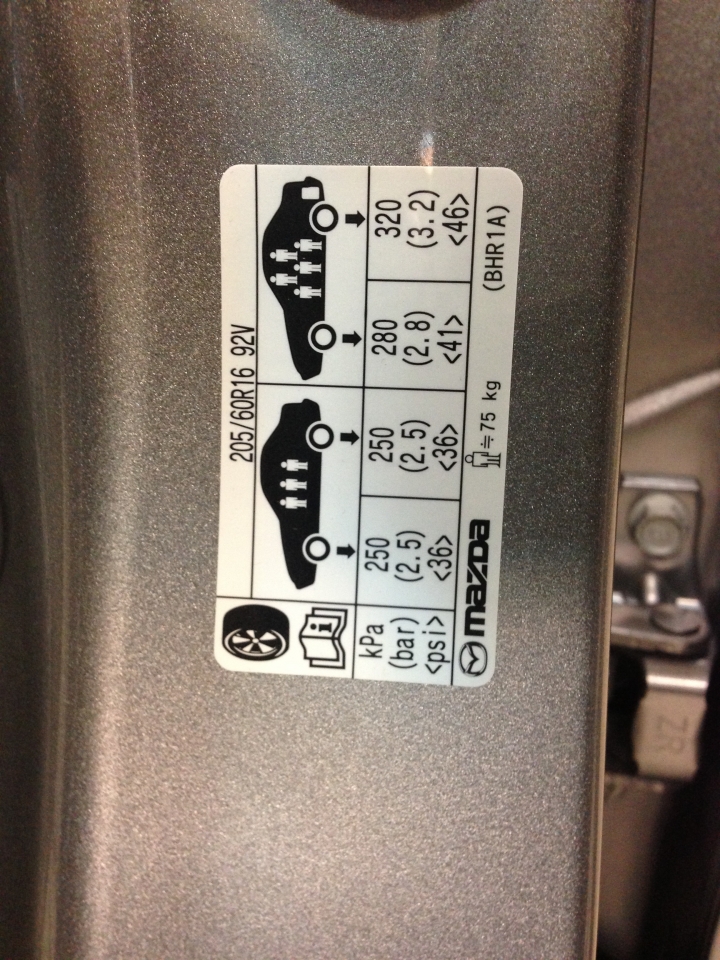 205/60R16 92V
kPa 250 250 280 320
(bar) (2.5) (2.5) (2.8) (3.2)
<psi> <36> <36> <41> <46>
mazda ≒75 kg (BHR1A)
ZR